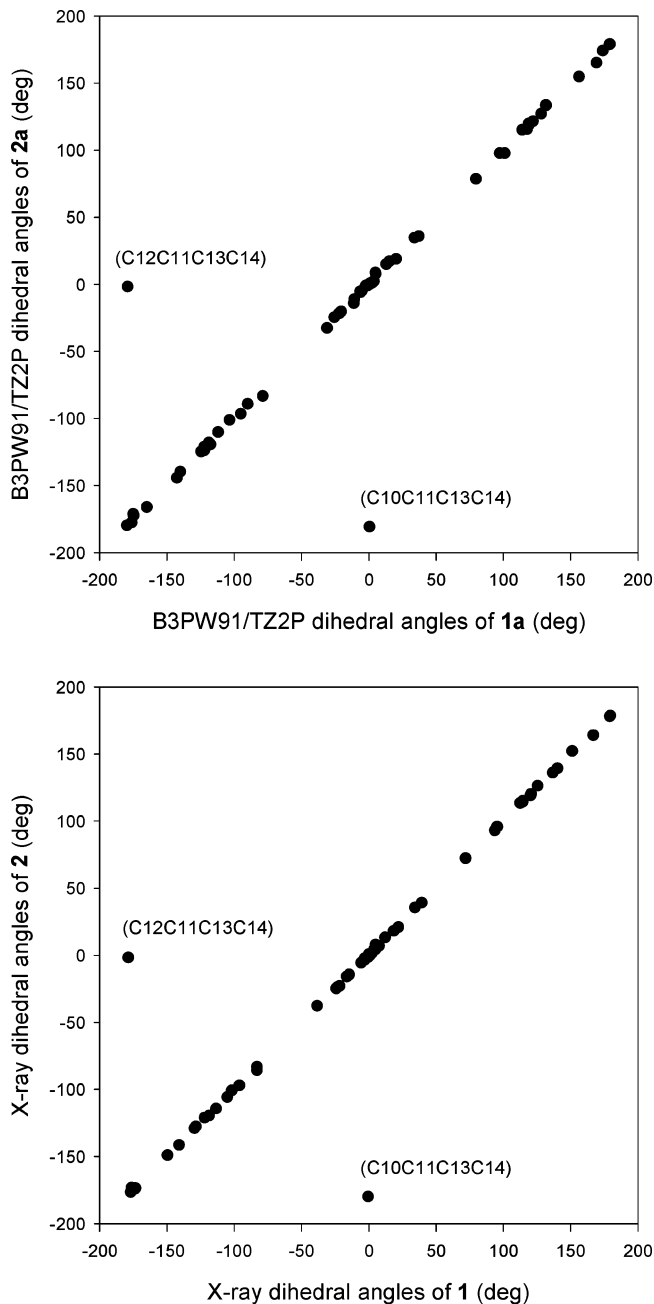 200
150
100
50
0
-50
-100
-150
-200
B3PW91/TZ2P dihedral angles of 2a (deg)
(C12C11C13C14)
(C10C11C13C14)
-200 -150 -100 -50 0 50 100 150 200
B3PW91/TZ2P dihedral angles of 1a (deg)
200
150
100
50
0
-50
-100
-150
-200
X-ray dihedral angles of 2 (deg)
(C12C11C13C14)
(C10C11C13C14)
-200 -150 -100 -50 0 50 100 150 200
X-ray dihedral angles of 1 (deg)